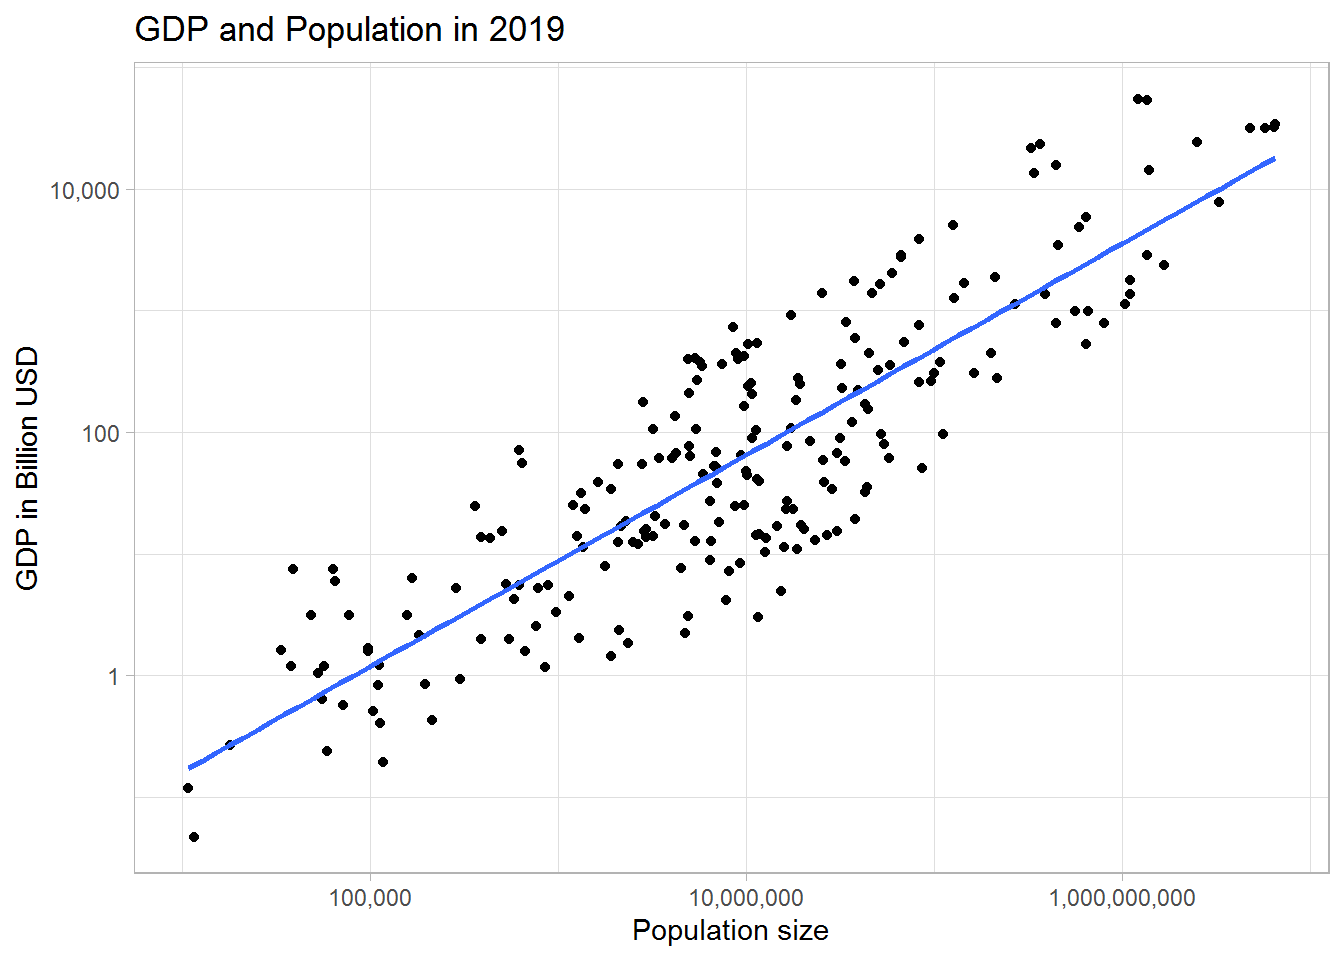 GDP and Population in 2019
GDP in Billion USD
10,000
100
1
100,000
10,000,000
1,000,000,000
Population size